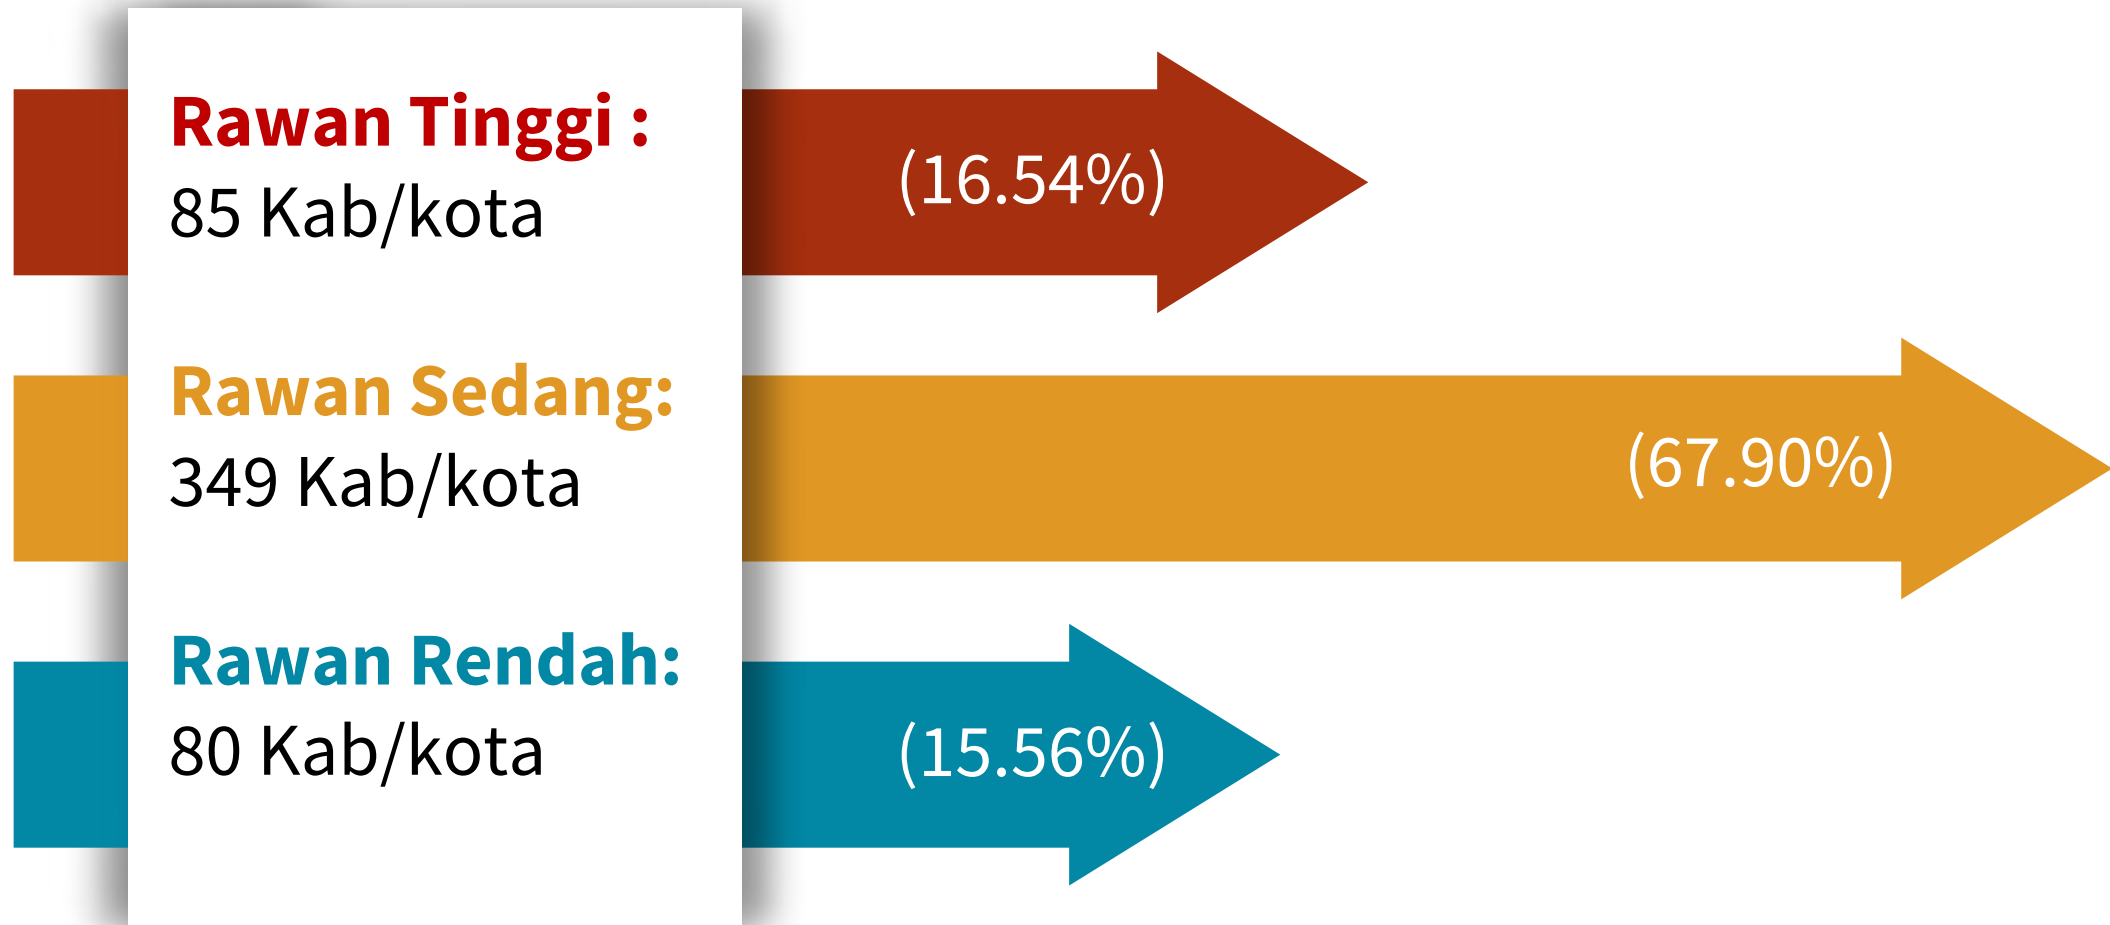 Rawan Tinggi :
85 Kab/kota
(16.54%)
Rawan Sedang:
349 Kab/kota
(67.90%)
Rawan Rendah:
80 Kab/kota
(15.56%)